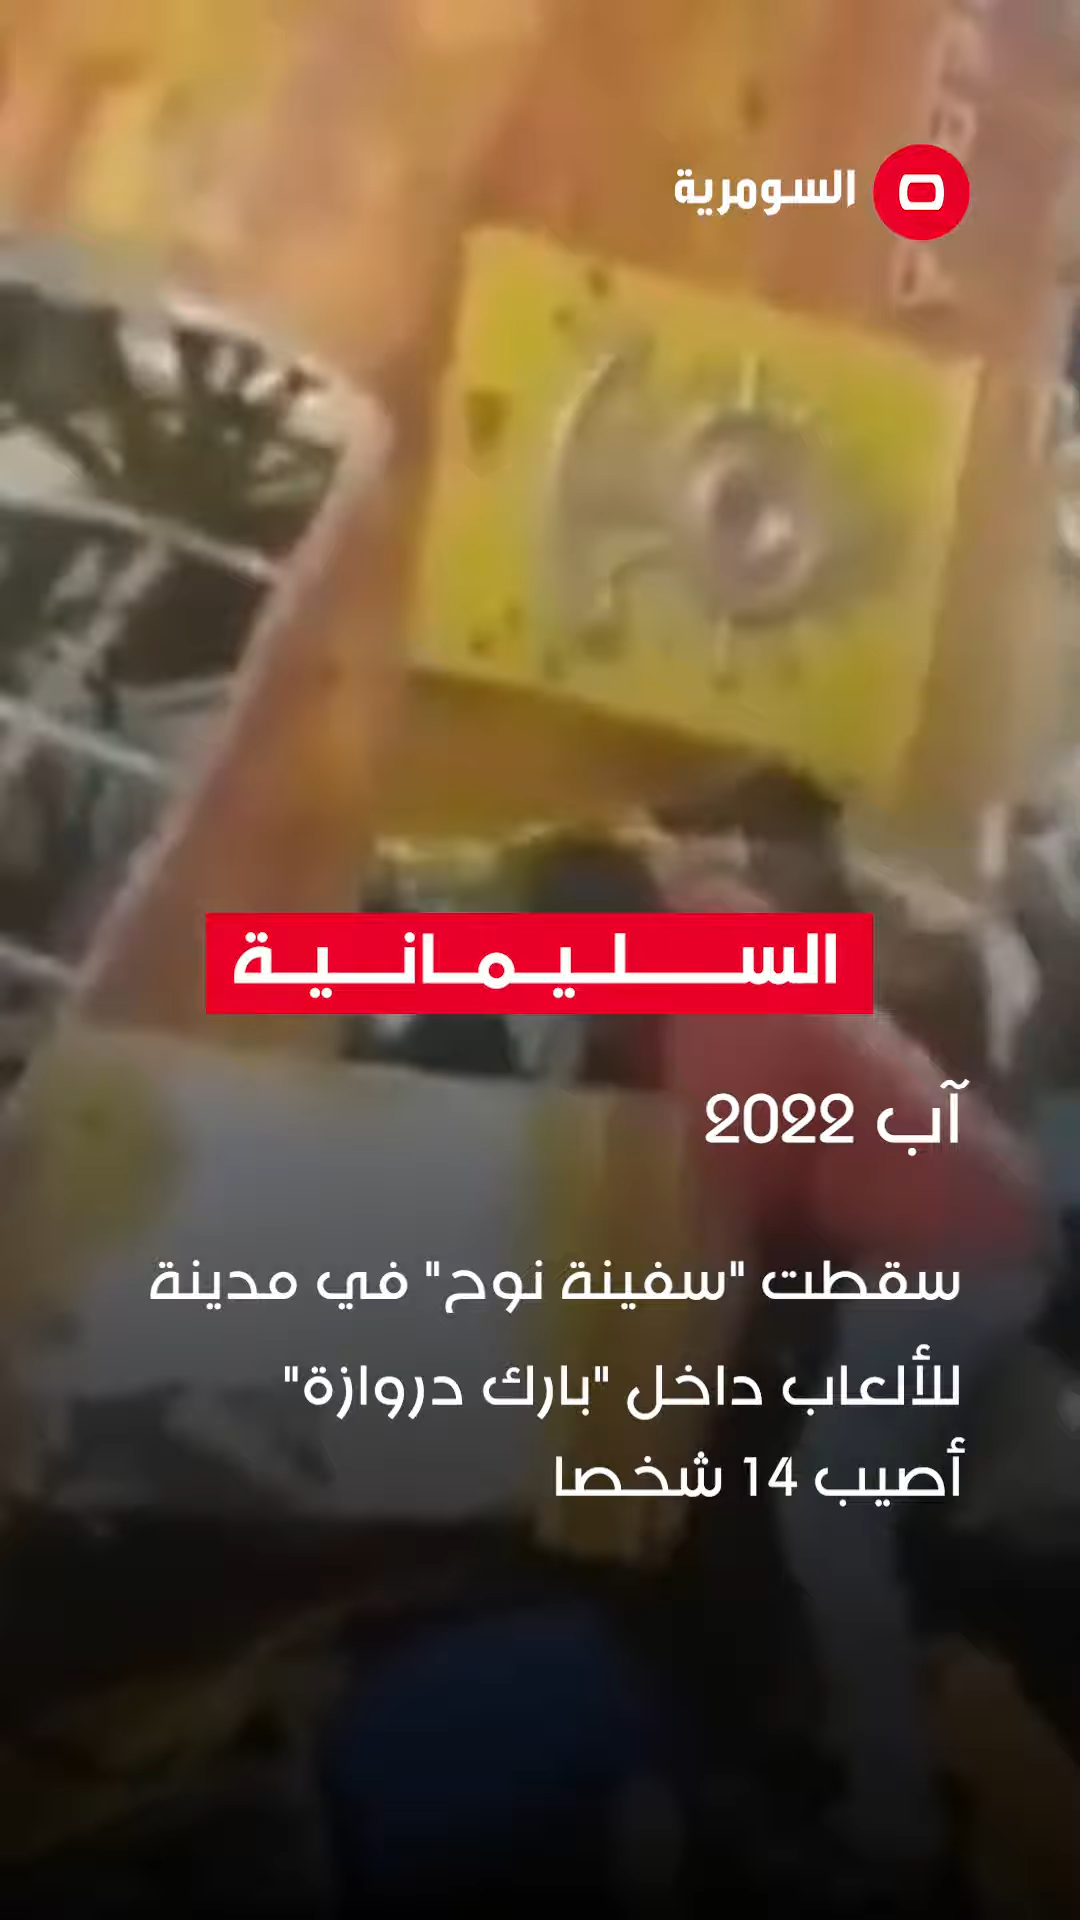 السومرية
السليمانية
آب 2022
سقطت "سفينة نوح" في مدينة
للألعاب داخل "بارك دروازة"
أصيب 14 شخصا